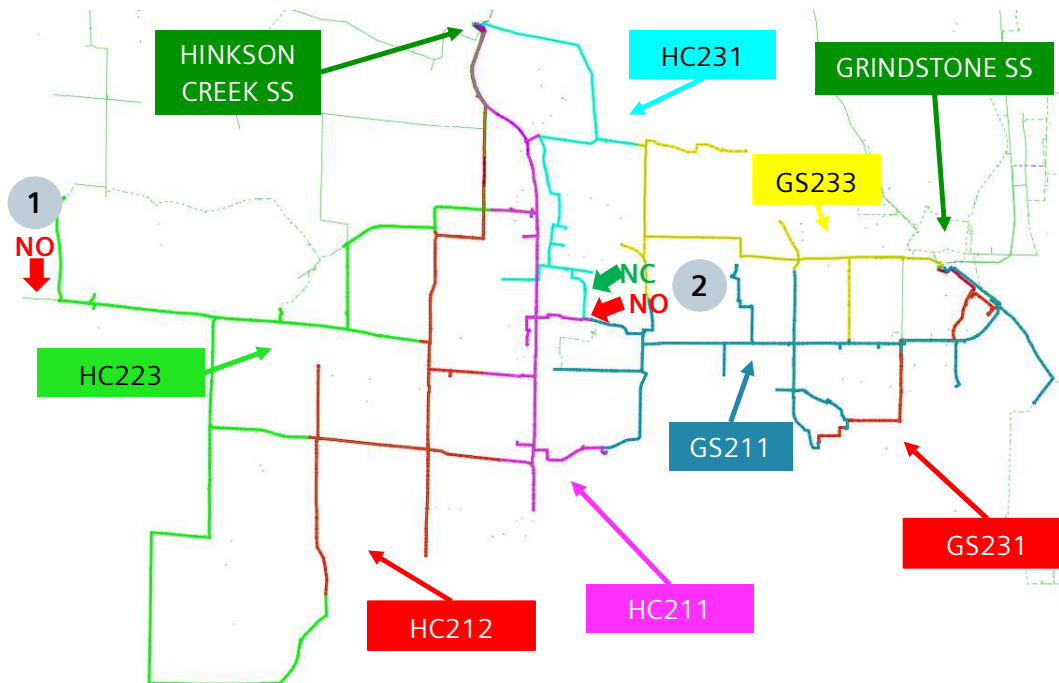 HINKSON
CREEK SS
HC231
GRINDSTONE SS
GS233
1
NO
NC
NO
2
HC223
GS211
GS231
HC211
HC212